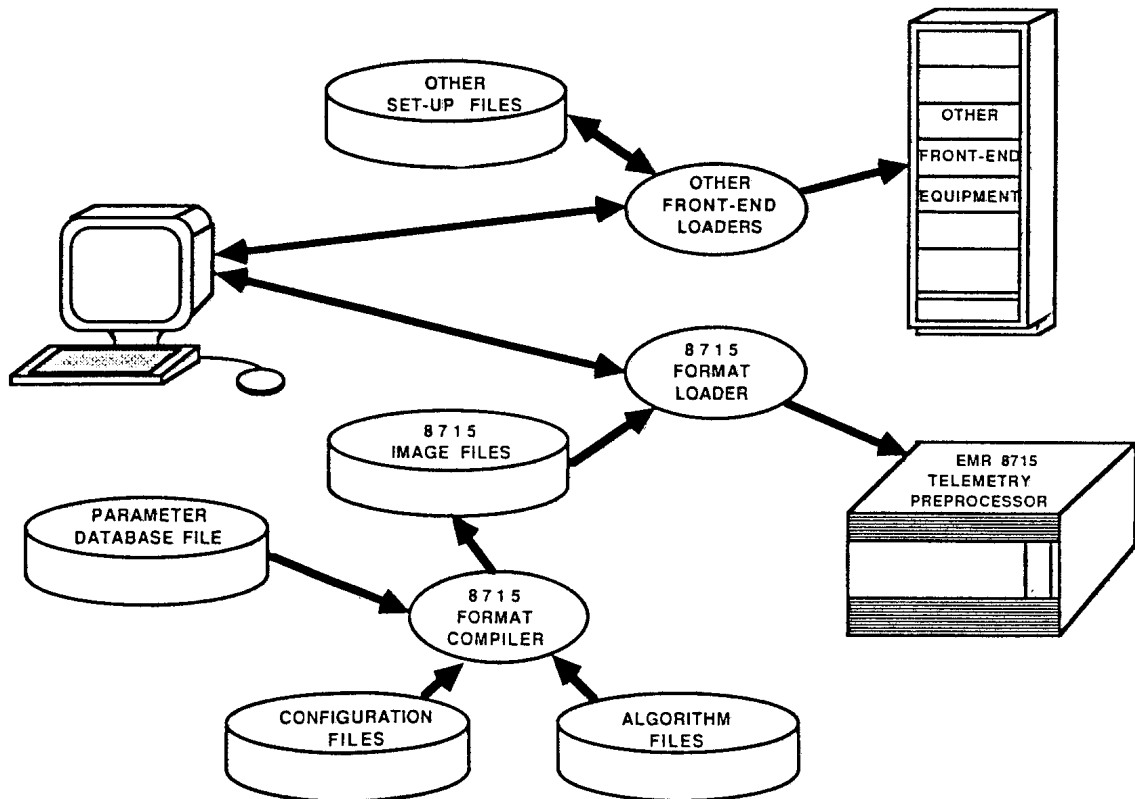 OTHER
SET-UP FILES
OTHER
FRONT-END
EQUIPMENT
OTHER
FRONT-END
LOADERS
8715
FORMAT
LOADER
8715
IMAGE FILES
EMR 8715
TELEMETRY
PREPROCESSOR
PARAMETER
DATABASE FILE
8715
FORMAT
COMPILER
CONFIGURATION
FILES
ALGORITHM
FILES